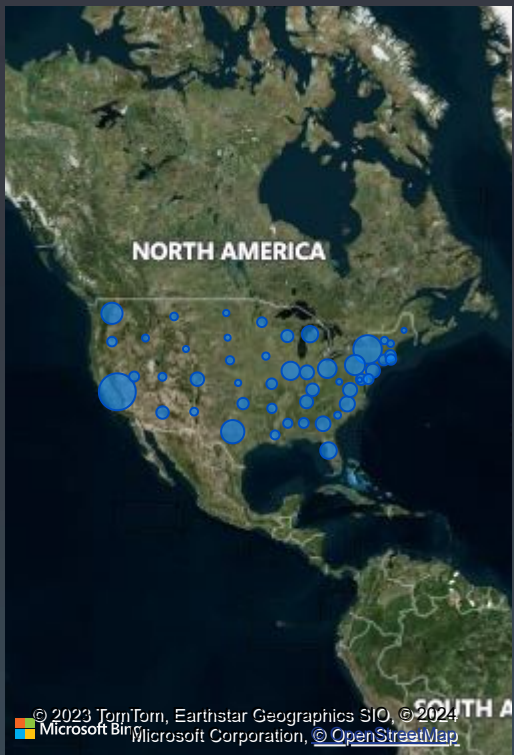 NORTH AMERICA
SOUTH A
© 2023 TomTom, Earthstar Geographics SIO, © 2024
Microsoft Bing
Microsoft Corporation, © OpenStreetMap